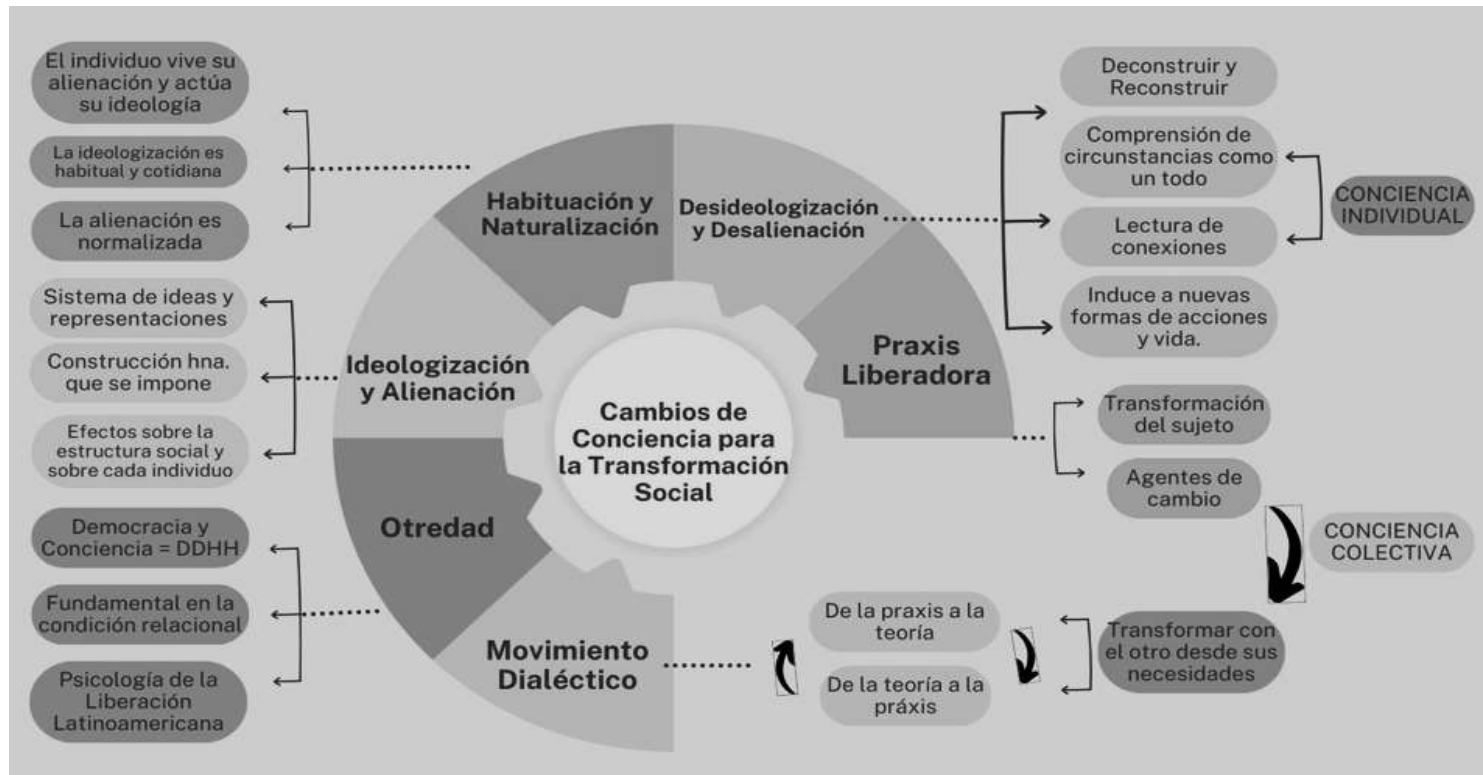 El individuo vive su
alienación y actúa
su ideología
La ideologización es
habitual y cotidiana
La alienación es
normalizada
Sistema de ideas y
representaciones
Construcción hna.
que se impone
Efectos sobre la
estructura social y
sobre cada individuo
Democracia y
Conciencia = DDHH
Fundamental en la
condición relacional
Psicología de la
Liberación
Latinoamericana
Habituación y
Naturalización
Ideologización
y Alienación
Otredad
Movimiento
Dialéctico
Cambios de
Conciencia para
la Transformación
Social
Desideologización
y Desalienación
Praxis
Liberadora
Deconstruir y
Reconstruir
Comprensión de
circunstancias como
un todo
Lectura de
conexiones
Induce a nuevas
formas de acciones
y vida.
CONCIENCIA
INDIVIDUAL
Transformación
del sujeto
Agentes de
cambio
CONCIENCIA
COLECTIVA
De la praxis a la
teoría
De la teoría a la
práxis
Transformar con
el otro desde sus
necesidades